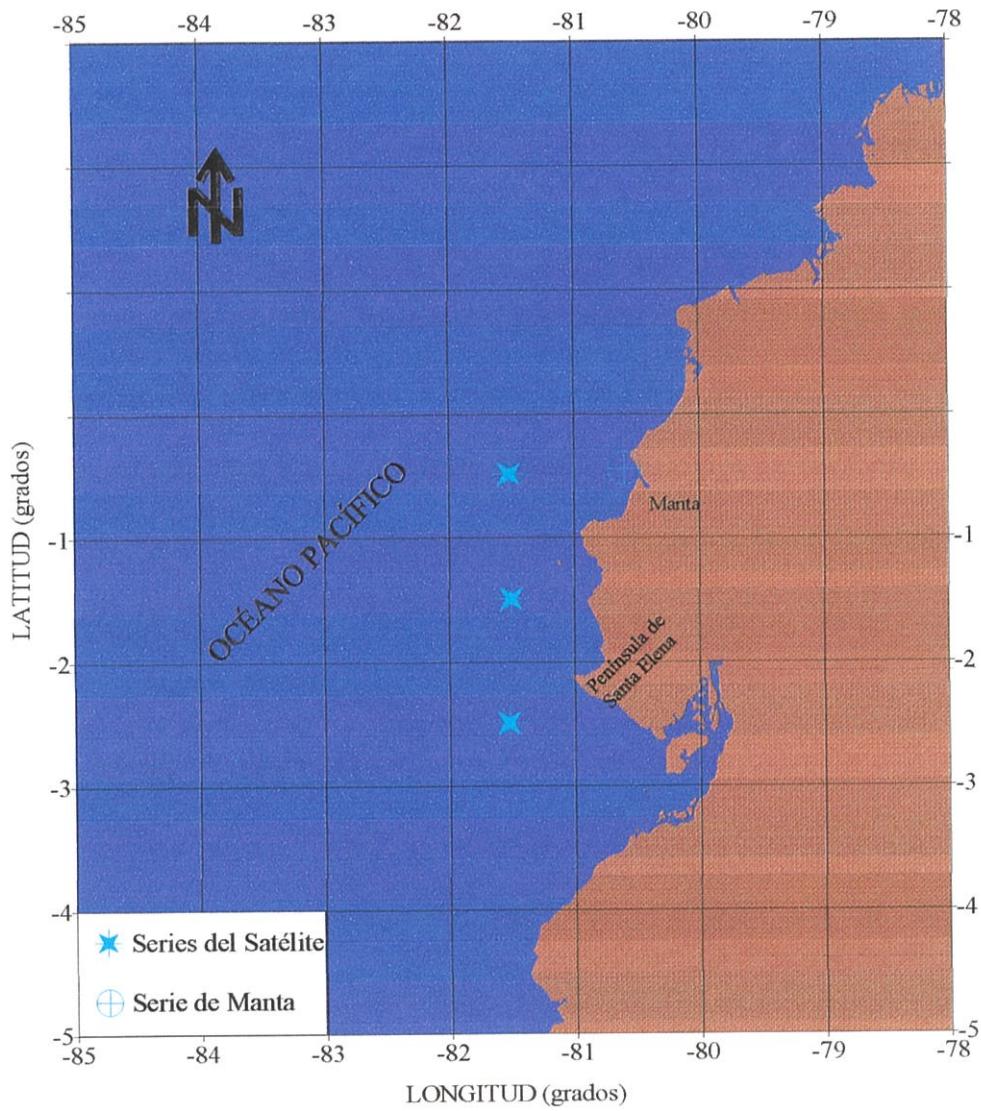 -85 -84 -83 -82 -81 -80 -79 -78
N
OCÉANO PACÍFICO
Manta
Península de
Santa Elena
LATITUD (grados)
-1 -1
-2 -2
-3 -3
-4 -4
-5 -5
Series del Satélite
Serie de Manta
-85 -84 -83 -82 -81 -80 -79 -78
LONGITUD (grados)